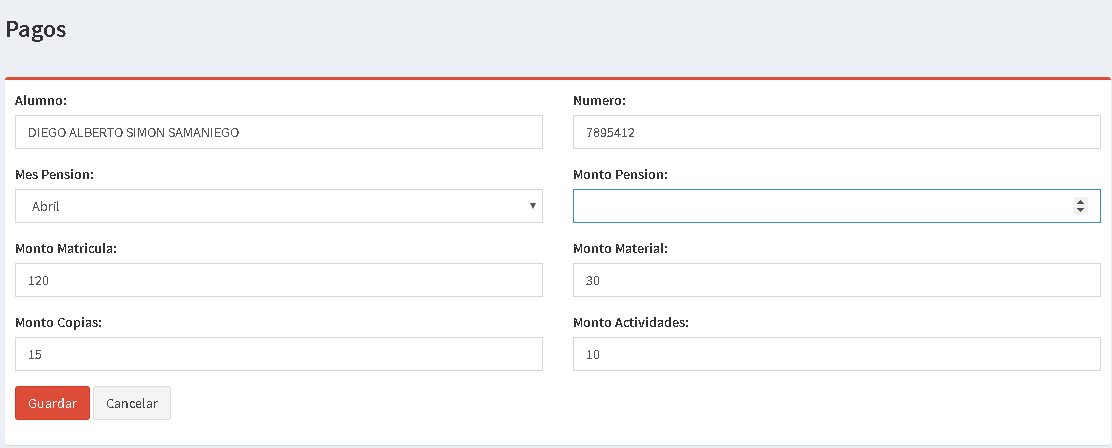 Pagos
Alumno:
Numero:
DIEGO ALBERTO SIMON SAMANIEGO
7895412
Mes Pension:
Monto Pension:
Abril
Monto Matricula:
Monto Material:
120
30
Monto Copias:
Monto Actividades:
15
10
Guardar
Cancelar